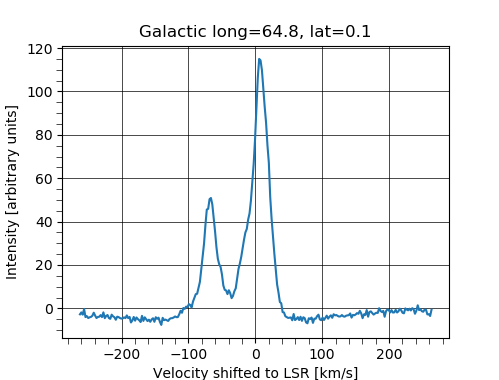 Galactic long=64.8, lat=0.1
120
100
80
60
40
20
0
Intensity [arbitrary units]
−200 −100 0 100 200
Velocity shifted to LSR [km/s]